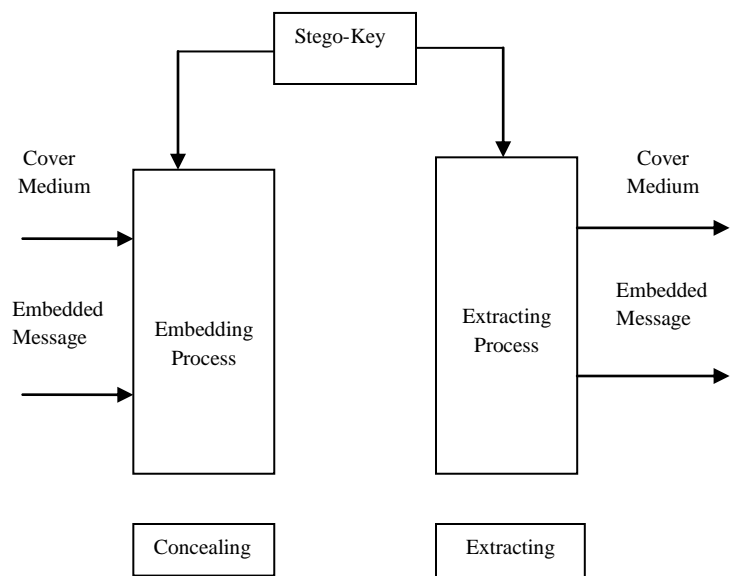 Stego-Key
Cover
Medium
Embedded
Message
Embedding
Process
Extracting
Process
Cover
Medium
Embedded
Message
Concealing
Extracting